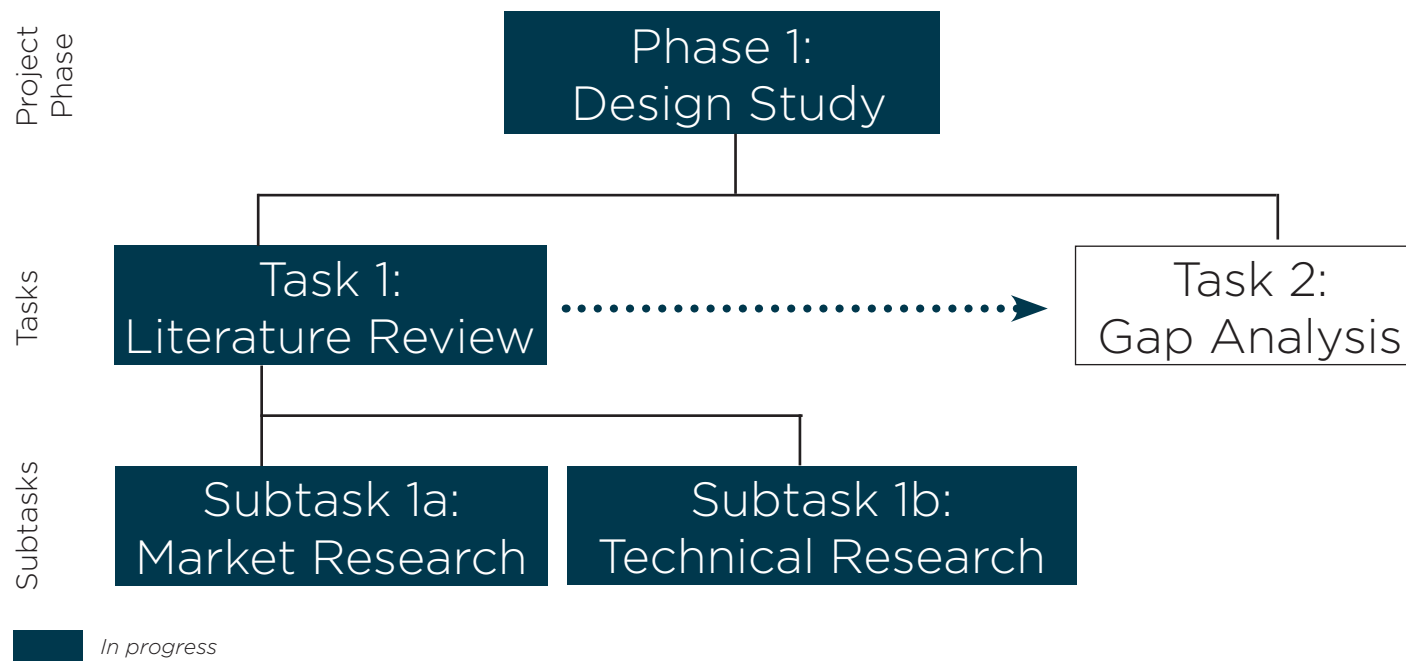 Project
Phase
Phase 1:
Design Study
Tasks
Task 1:
Literature Review
Task 2:
Gap Analysis
Subtasks
Subtask 1a:
Market Research
Subtask 1b:
Technical Research
In progress